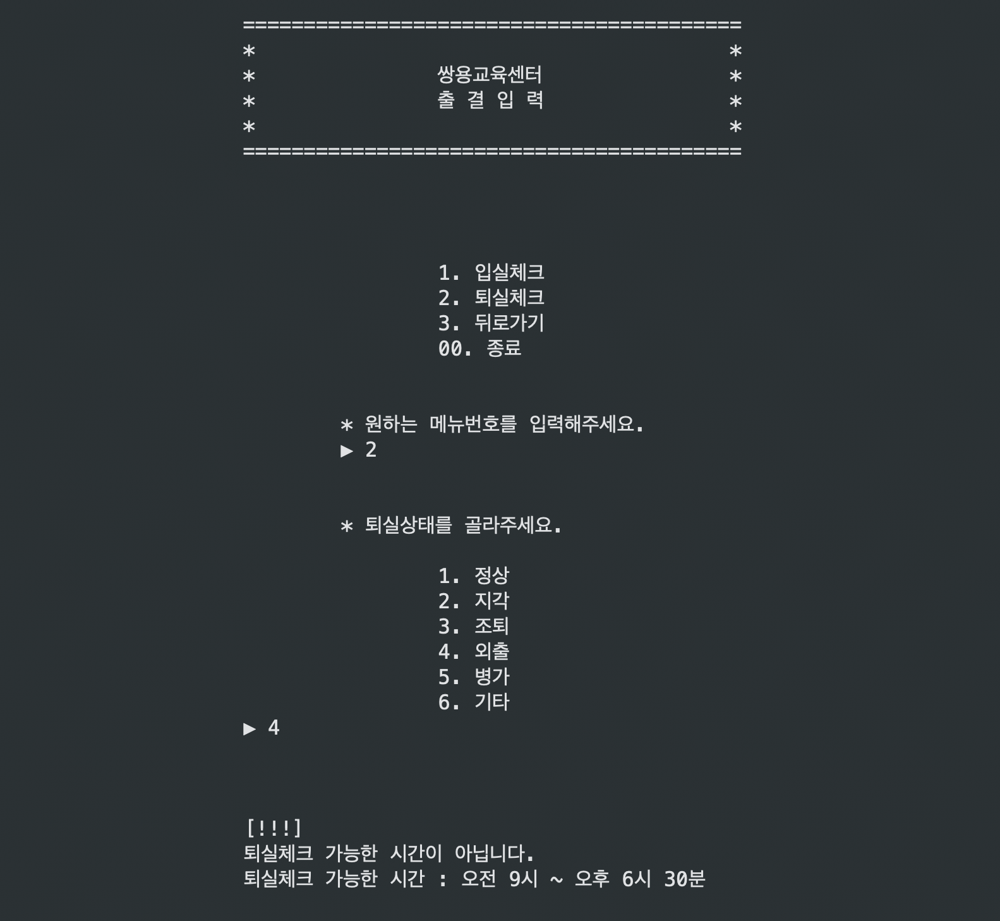 =========================================
*                                       *
*               쌍용교육센터               *
*               출 결 입 력               *
*                                       *
=========================================
1. 입실체크
2. 퇴실체크
3. 뒤로가기
00. 종료
* 원하는 메뉴번호를 입력해주세요.
▶ 2
* 퇴실상태를 골라주세요.
1. 정상
2. 지각
3. 조퇴
4. 외출
5. 병가
6. 기타
▶ 4
[!!!]
퇴실체크 가능한 시간이 아닙니다.
퇴실체크 가능한 시간 : 오전 9시 ~ 오후 6시 30분